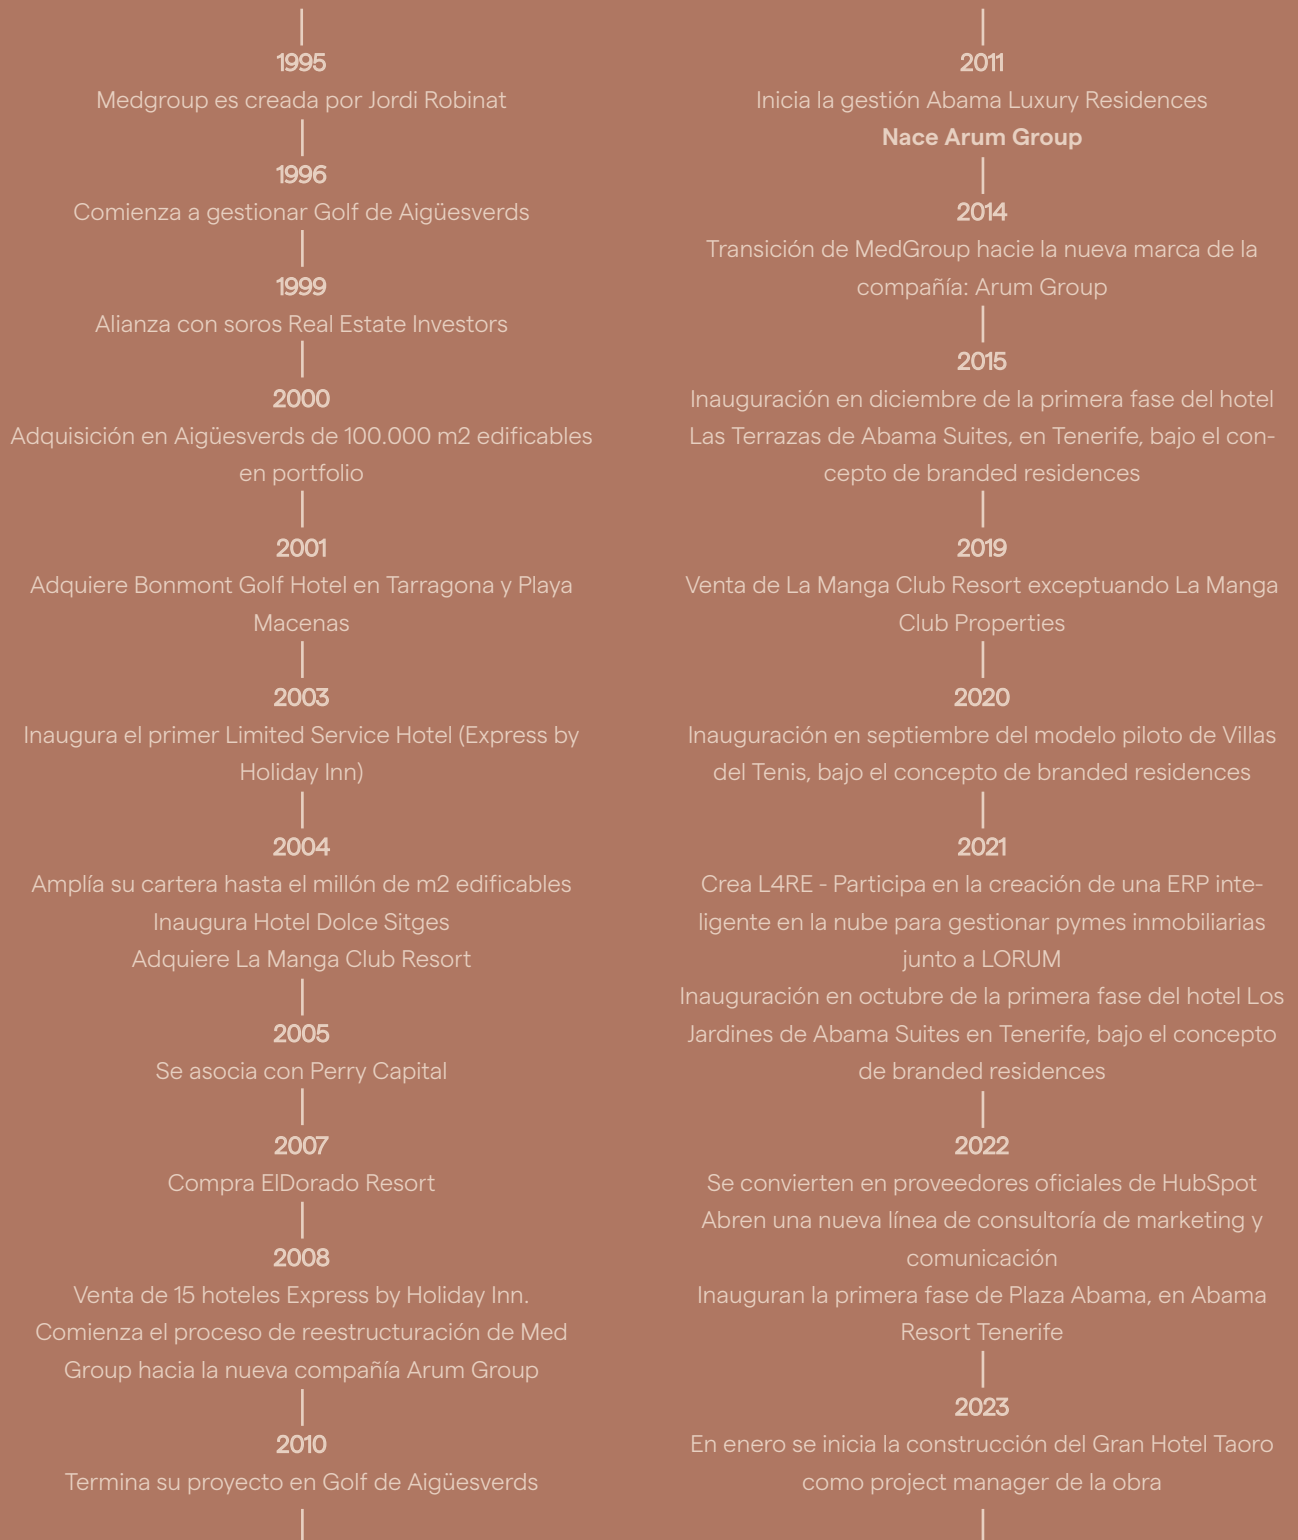 1995
Medgroup es creada por Jordi Robinat
1996
Comienza a gestionar Golf de Aigüesverds
1999
Alianza con soros Real Estate Investors
2000
Adquisición en Aigüesverds de 100.000 m2 edificables
en portfolio
2001
Adquiere Bonmont Golf Hotel en Tarragona y Playa
Macenas
2003
Inaugura el primer Limited Service Hotel (Express by
Holiday Inn)
2004
Amplía su cartera hasta el millón de m2 edificables
Inaugura Hotel Dolce Sitges
Adquiere La Manga Club Resort
2005
Se asocia con Perry Capital
2007
Compra ElDorado Resort
2008
Venta de 15 hoteles Express by Holiday Inn.
Comienza el proceso de reestructuración de Med
Group hacia la nueva compañía Arum Group
2010
Termina su proyecto en Golf de Aigüesverds
2011
Inicia la gestión Abama Luxury Residences
Nace Arum Group
2014
Transición de MedGroup hacie la nueva marca de la
compañía: Arum Group
2015
Inauguración en diciembre de la primera fase del hotel
Las Terrazas de Abama Suites, en Tenerife, bajo el con-
cepto de branded residences
2019
Venta de La Manga Club Resort exceptuando La Manga
Club Properties
2020
Inauguración en septiembre del modelo piloto de Villas
del Tenis, bajo el concepto de branded residences
2021
Crea L4RE - Participa en la creación de una ERP inte-
ligente en la nube para gestionar pymes inmobiliarias
junto a LORUM
Inauguración en octubre de la primera fase del hotel Los
Jardines de Abama Suites en Tenerife, bajo el concepto
de branded residences
2022
Se convierten en proveedores oficiales de HubSpot
Abren una nueva línea de consultoría de marketing y
comunicación
Inauguran la primera fase de Plaza Abama, en Abama
Resort Tenerife
2023
En enero se inicia la construcción del Gran Hotel Taoro
como project manager de la obra